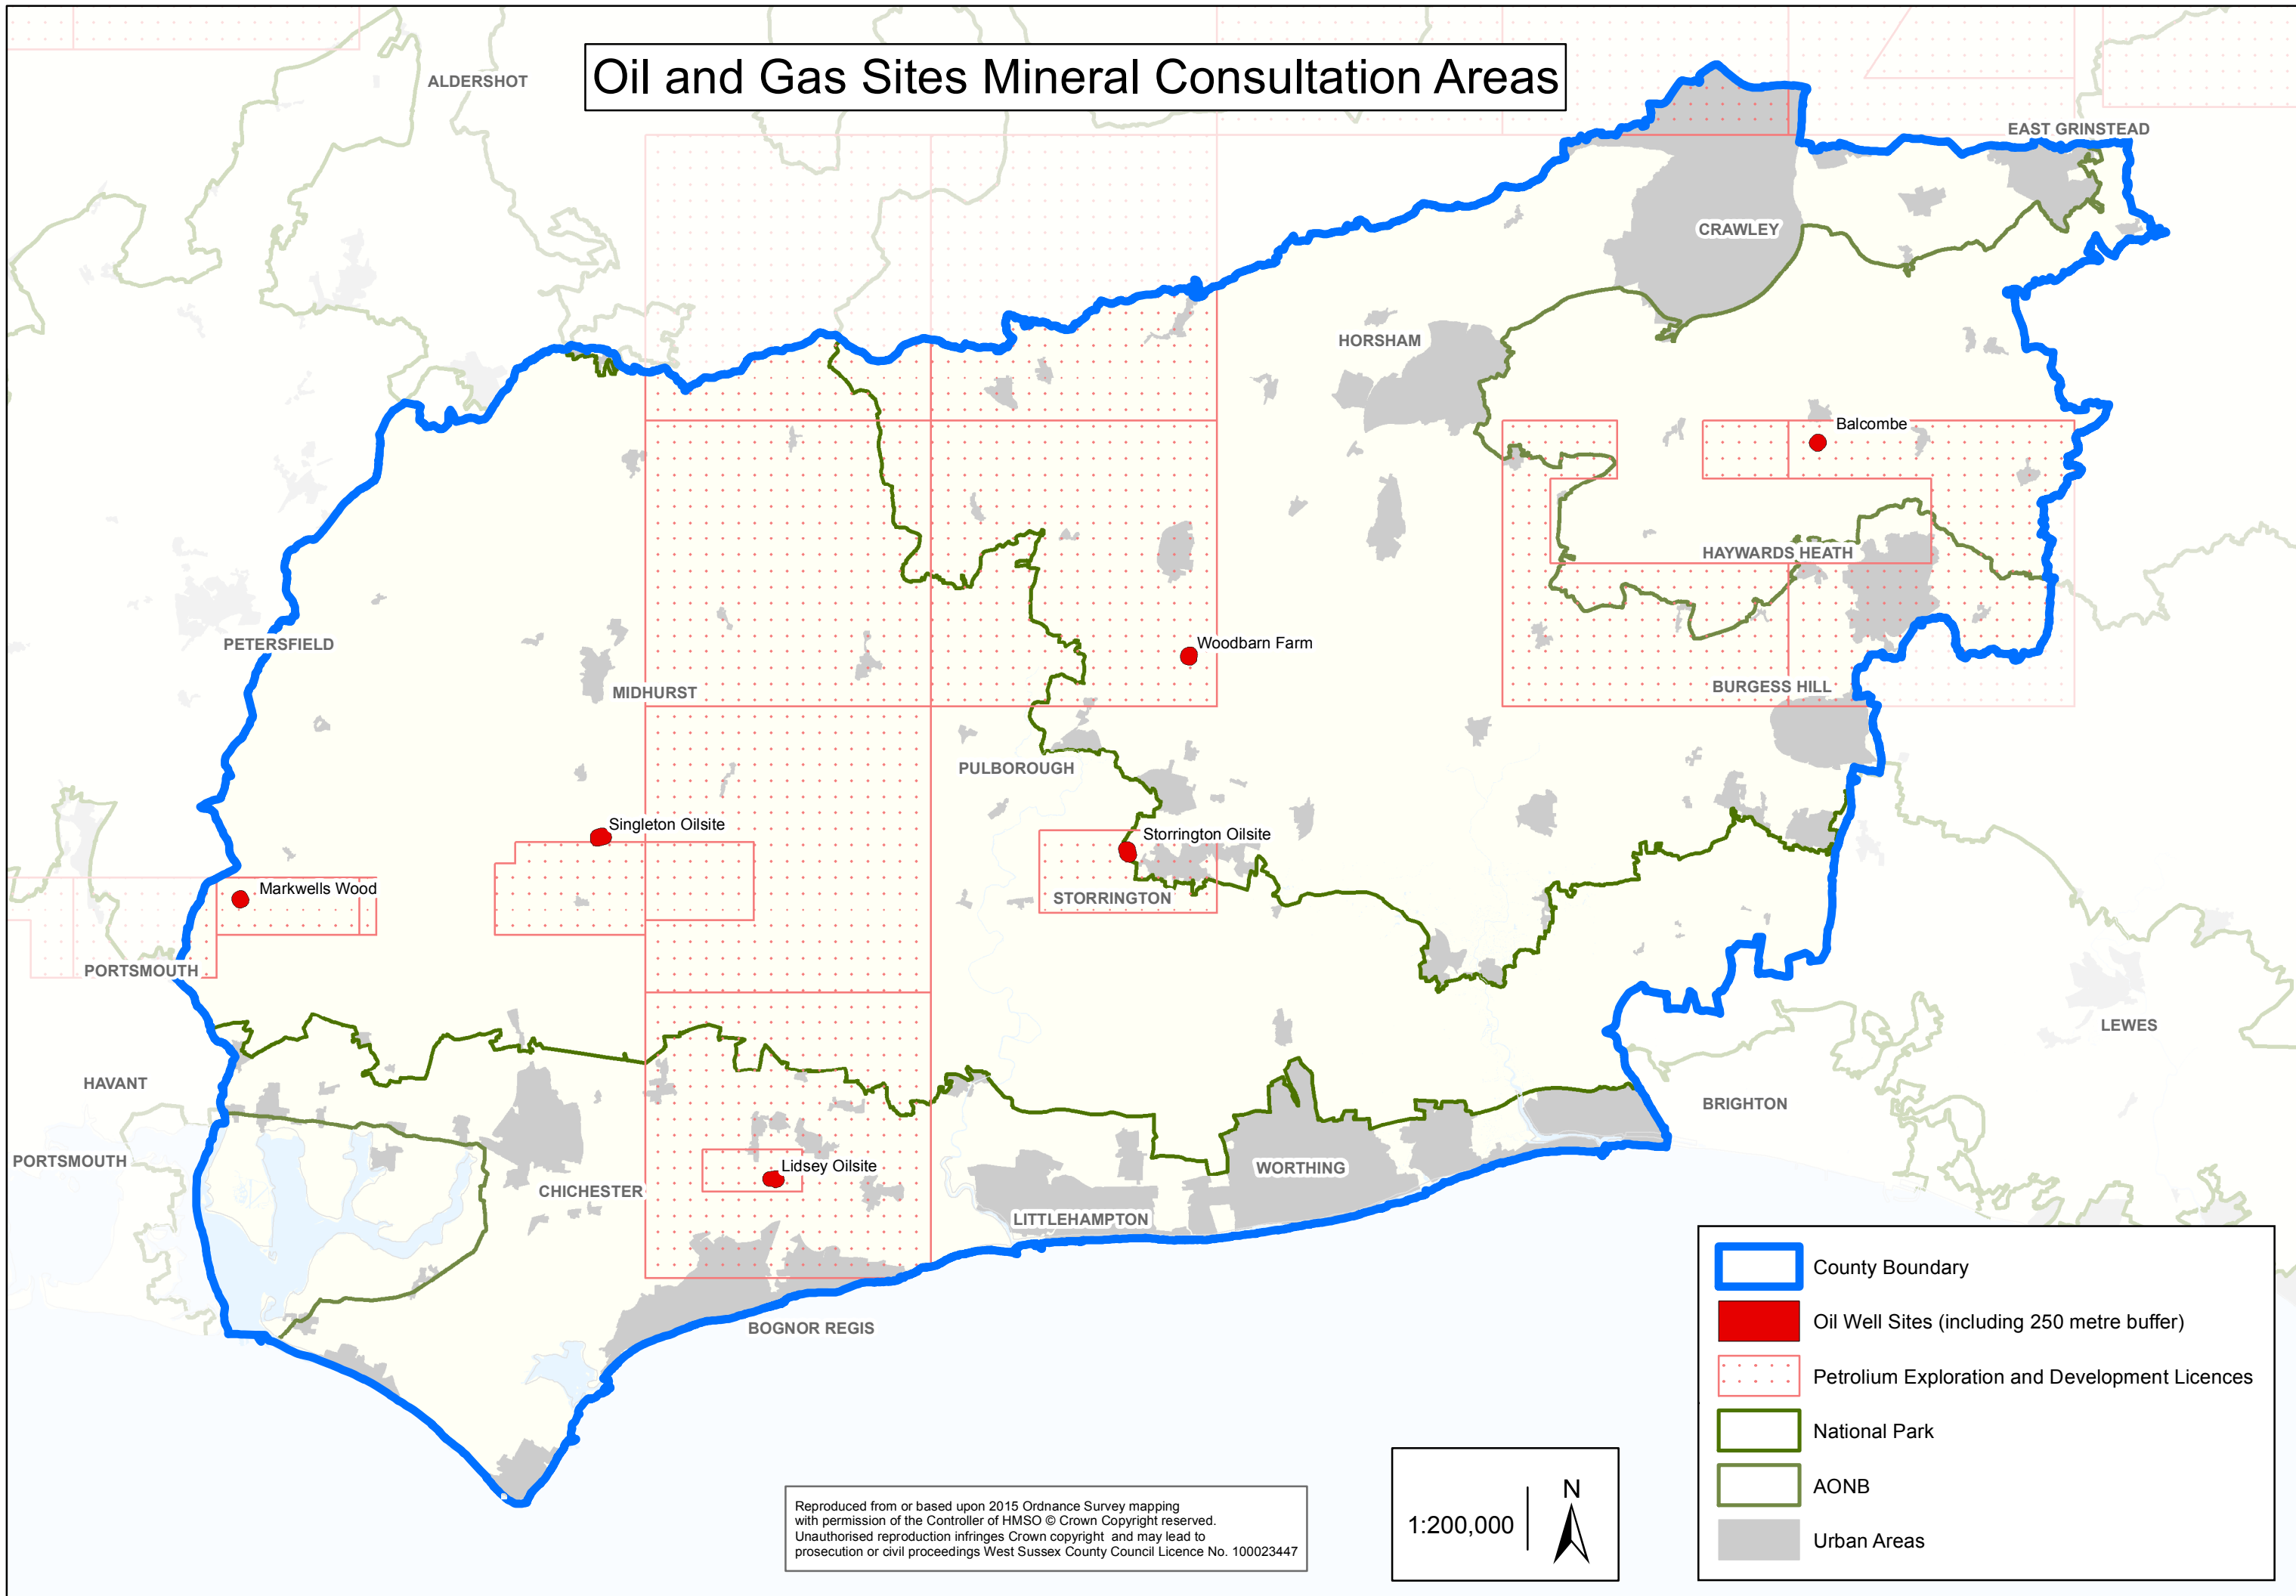 Oil and Gas Sites Mineral Consultation Areas
ALDERSHOT
EAST GRINSTEAD
CRAWLEY
HORSHAM
Balcombe
HAYWARDS HEATH
PETERSFIELD
Woodbarn Farm
MIDHURST
BURGESS HILL
PULBOROUGH
Singleton Oilsite
Storrington Oilsite
Markwells Wood
STORRINGTON
PORTSMOUTH
LEWES
HAVANT
BRIGHTON
PORTSMOUTH
Lidsey Oilsite
WORTHING
CHICHESTER
LITTLEHAMPTON
BOGNOR REGIS
County Boundary
Oil Well Sites (including 250 metre buffer)
Petrolium Exploration and Development Licences
National Park
AONB
Urban Areas
N
1:200,000
Reproduced from or based upon 2015 Ordnance Survey mapping
with permission of the Controller of HMSO © Crown Copyright reserved.
Unauthorised reproduction infringes Crown copyright and may lead to
prosecution or civil proceedings West Sussex County Council Licence No. 100023447